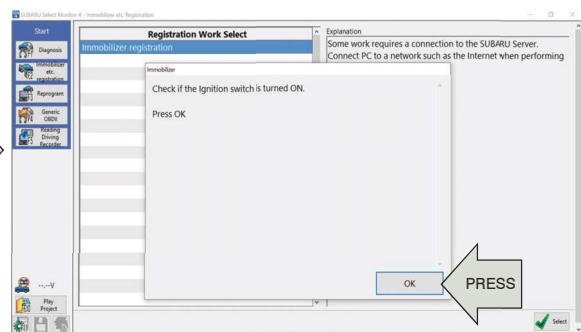 SUBARU Select Monitor 4 - Immobilizer etc. Registration
Start
Diagnosis
Immobilizer
etc.
registration
Reprogram
Generic
OBDII
Reading
Driving
Recorder
--.--V
Play
Project
Registration Work Select
Immobilizer registration
Explanation
Some work requires a connection to the SUBARU Server.
Connect PC to a network such as the Internet when performing
Immobilizer
Check if the Ignition switch is turned ON.
Press OK
OK
PRESS
Select